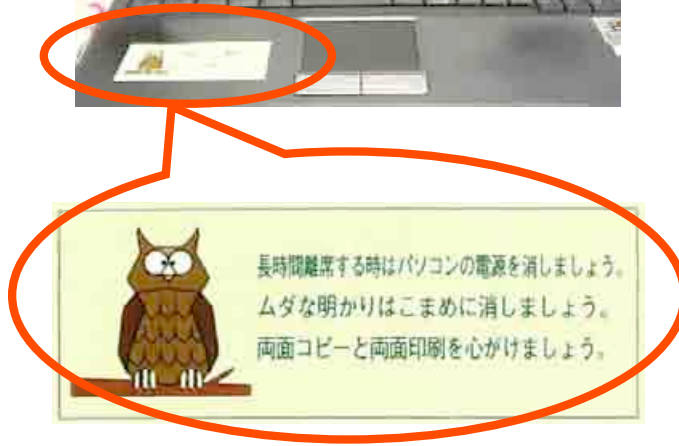 長時間離席する時はパソコンの電源を消しましょう。
ムダな明かりはこまめに消しましょう。
両面コピーと両面印刷を心がけましょう。